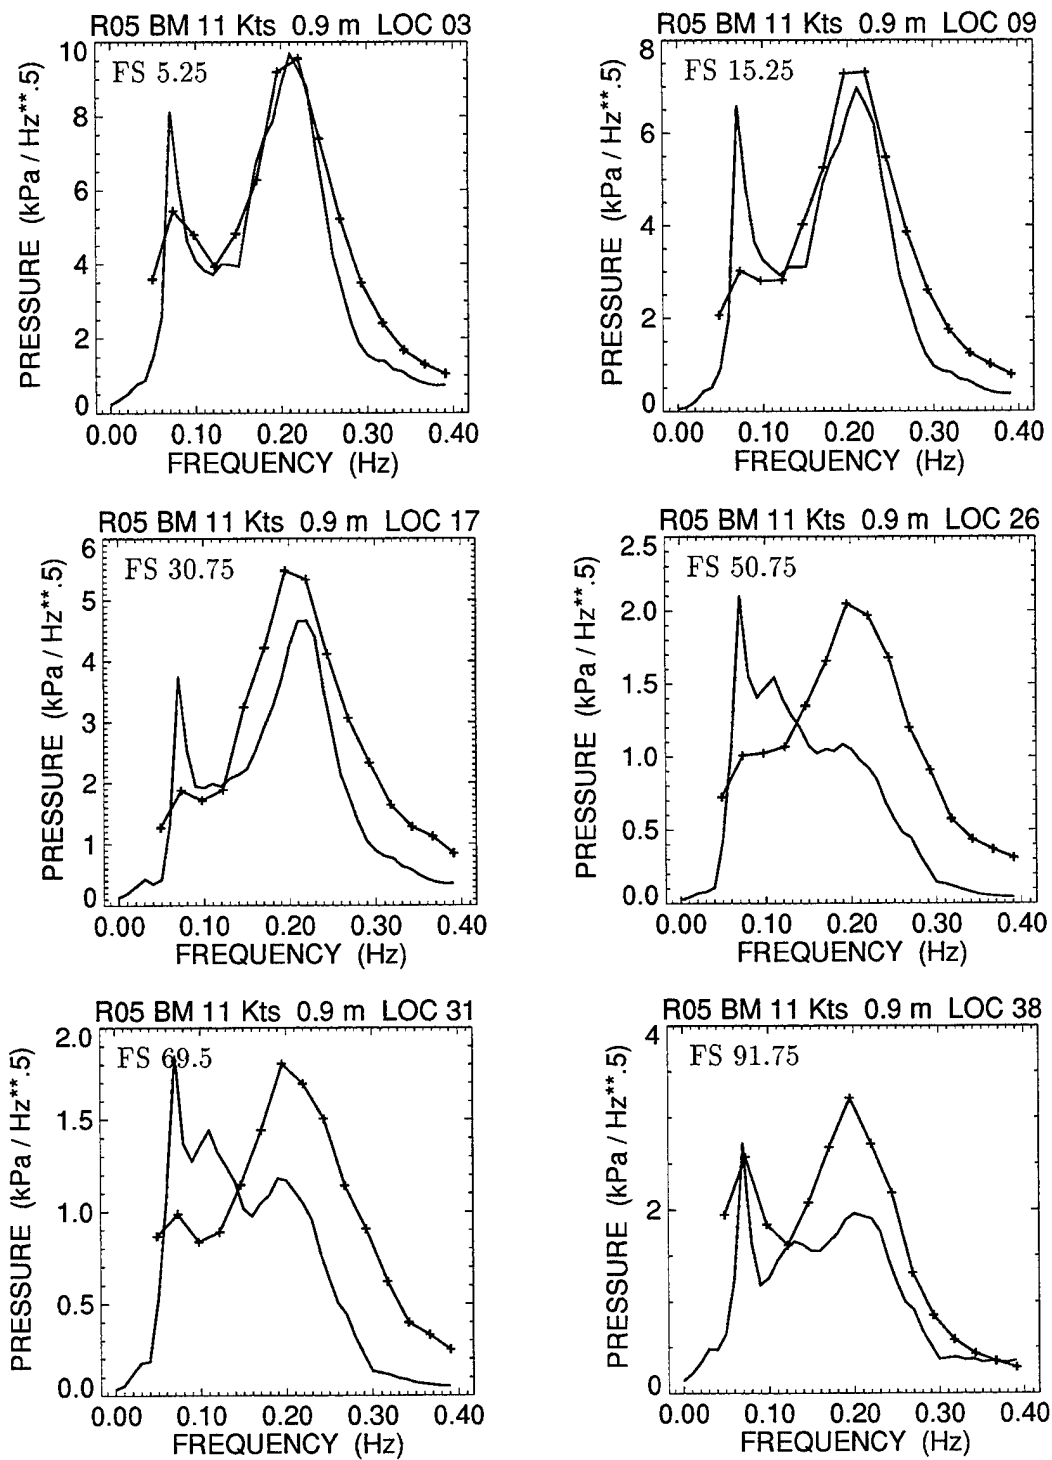 R05 BM 11 Kts 0.9 m LOC 03
FS 5.25
PRESSURE (kPa / Hz**.5)
10
8
6
4
2
0
0.00 0.10 0.20 0.30 0.40
FREQUENCY (Hz)
R05 BM 11 Kts 0.9 m LOC 09
FS 15.25
PRESSURE (kPa / Hz**.5)
8
6
4
2
0
0.00 0.10 0.20 0.30 0.40
FREQUENCY (Hz)
R05 BM 11 Kts 0.9 m LOC 17
FS 30.75
PRESSURE (kPa / Hz**.5)
6
5
4
3
2
1
0
0.00 0.10 0.20 0.30 0.40
FREQUENCY (Hz)
R05 BM 11 Kts 0.9 m LOC 26
FS 50.75
PRESSURE (kPa / Hz**.5)
2.5
2.0
1.5
1.0
0.5
0.0
0.00 0.10 0.20 0.30 0.40
FREQUENCY (Hz)
R05 BM 11 Kts 0.9 m LOC 31
FS 69.5
PRESSURE (kPa / Hz**.5)
2.0
1.5
1.0
0.5
0.0
0.00 0.10 0.20 0.30 0.40
FREQUENCY (Hz)
R05 BM 11 Kts 0.9 m LOC 38
FS 91.75
PRESSURE (kPa / Hz**.5)
4
2
0
0.00 0.10 0.20 0.30 0.40
FREQUENCY (Hz)